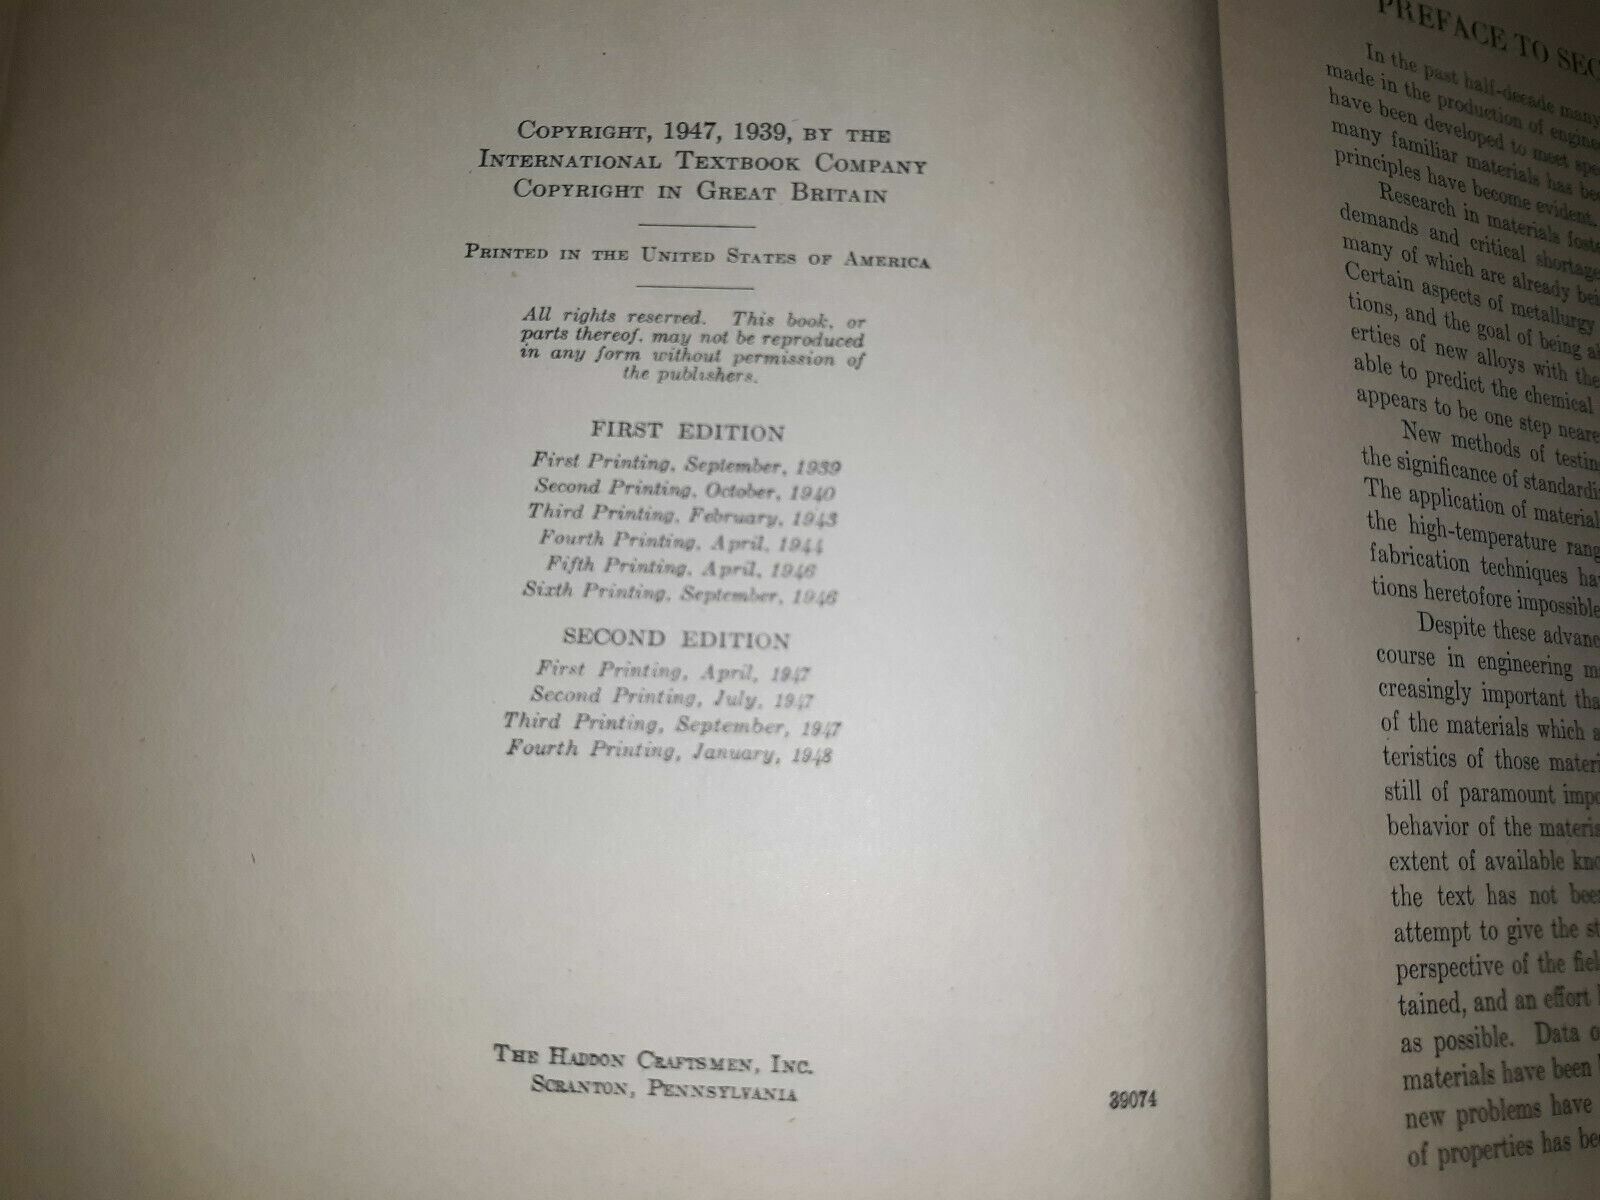 COPYRIGHT, 1947, 1939, BY THE
INTERNATIONAL TEXTBOOK COMPANY
COPYRIGHT IN GREAT BRITAIN
PRINTED IN THE UNITED STATES OF AMERICA
All rights reserved. This book, or
parts thereof, may not be reproduced
in any form without permission of
the publishers.
FIRST EDITION
First Printing, September, 1939
Second Printing, October, 1940
Third Printing, February, 1943
Fourth Printing, April, 1944
Fifth Printing, April, 1946
Sixth Printing, September, 1946
SECOND EDITION
First Printing, April, 1947
Second Printing, July, 1947
Third Printing, September, 1947
Fourth Printing, January, 1948
THE HADDON CRAFTSMEN, INC.
SCRANTON, PENNSYLVANIA
39074
PREFACE TO SEC
In the past half-decade many
made in the production of engine
have been developed to meet spe
many familiar materials has be
principles have become evident.
Research in materials foste
demands and critical shortage
many of which are already bei
Certain aspects of metallurgy
tions, and the goal of being a
erties of new alloys with the
able to predict the chemical
appears to be one step neare
New methods of testin
the significance of standardi
The application of material
the high-temperature rang
fabrication techniques ha
tions heretofore impossible
Despite these advanc
course in engineering m
creasingly important tha
of the materials which a
teristics of those materi
still of paramount impo
behavior of the materia
extent of available kno
the text has not been
attempt to give the st
perspective of the fiel
tained, and an effort
as possible. Data o
materials have been
new problems have
of properties has be